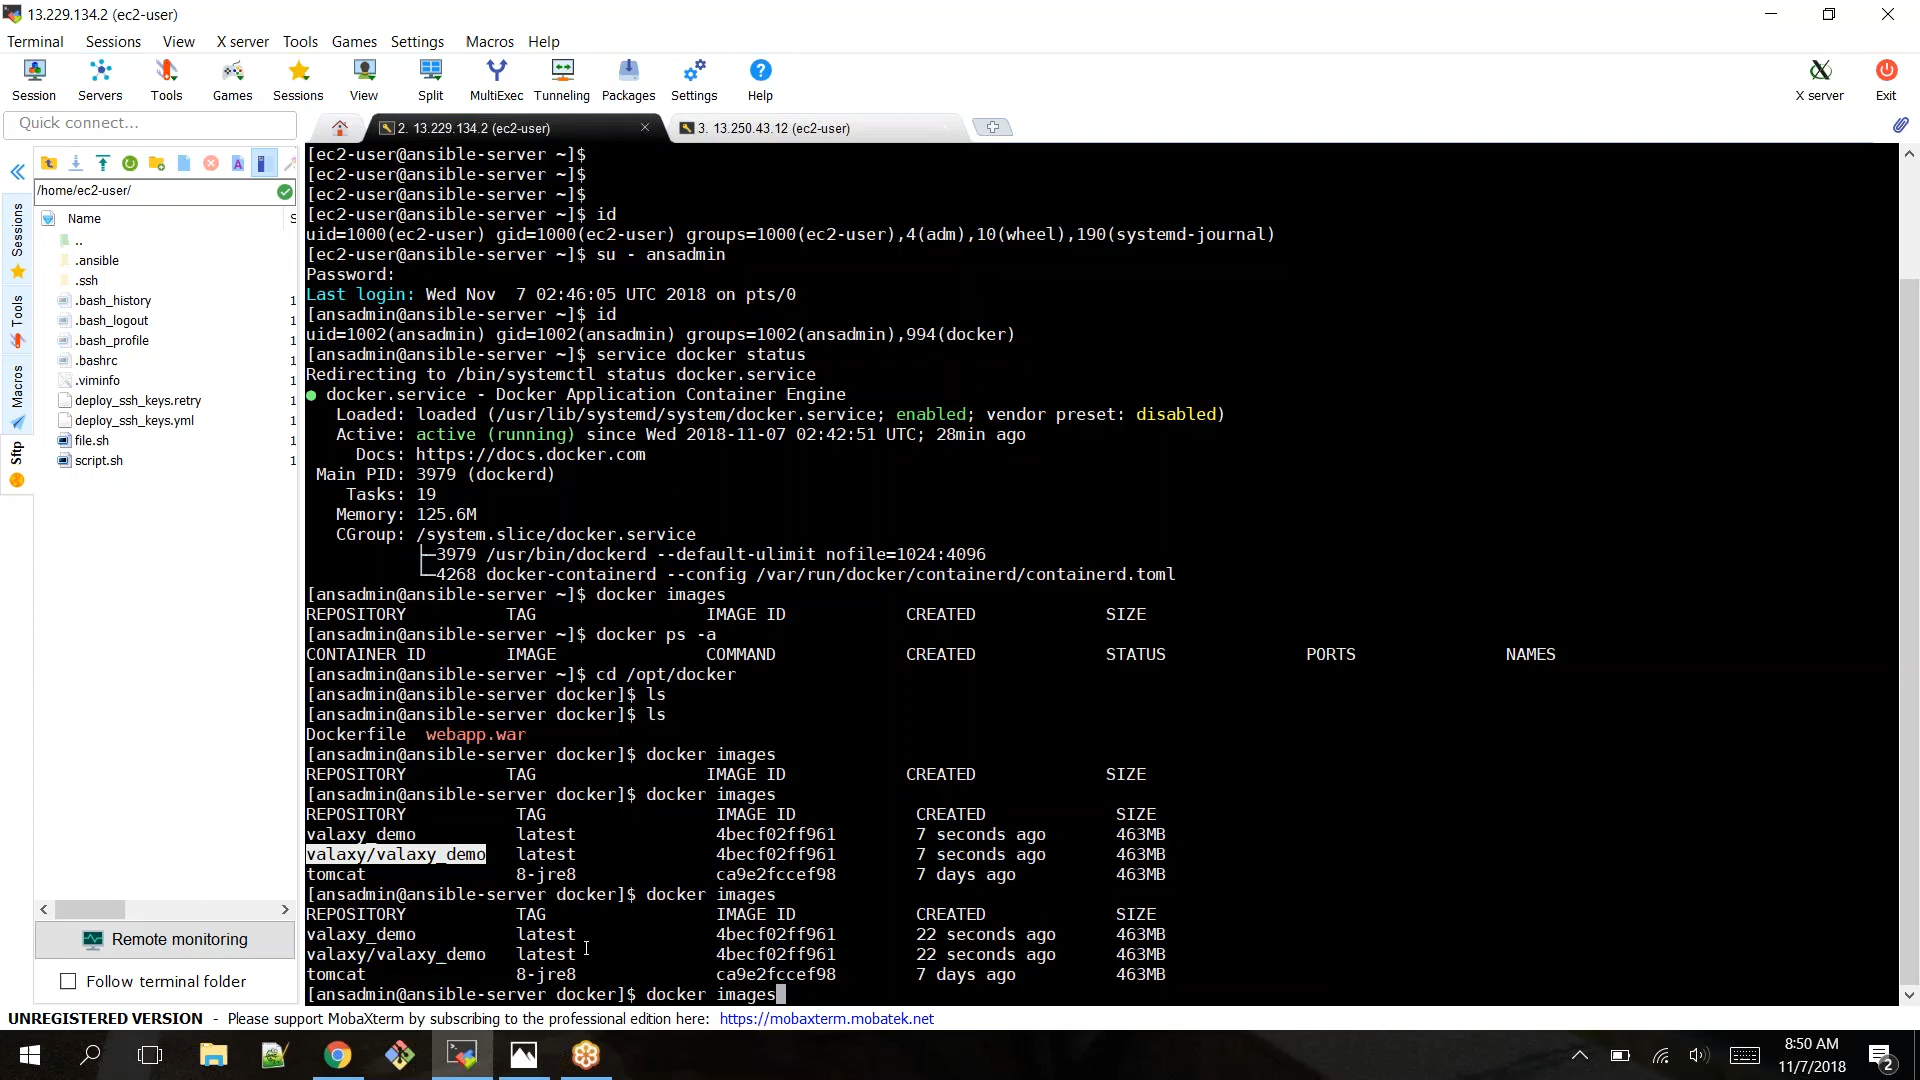 13.229.134.2 (ec2-user)
Terminal Sessions View X server Tools Games Settings Macros Help
Session Servers Tools Games Sessions View Split MultiExec Tunneling Packages Settings Help X server Exit
Quick connect...
2. 13.229.134.2 (ec2-user)
3. 13.250.43.12 (ec2-user)
/home/ec2-user/
Name
S
..
.ansible
.ssh
.bash_history 1
.bash_logout 1
.bash_profile 1
.bashrc 1
.viminfo 1
deploy_ssh_keys.retry 1
deploy_ssh_keys.yml 1
file.sh 1
script.sh 1
Sessions
Tools
Macros
Sftp
Remote monitoring
Follow terminal folder
[ec2-user@ansible-server ~]$
[ec2-user@ansible-server ~]$
[ec2-user@ansible-server ~]$
[ec2-user@ansible-server ~]$ id
uid=1000(ec2-user) gid=1000(ec2-user) groups=1000(ec2-user),4(adm),10(wheel),190(systemd-journal)
[ec2-user@ansible-server ~]$ su - ansadmin
Password:
Last login: Wed Nov  7 02:46:05 UTC 2018 on pts/0
[ansadmin@ansible-server ~]$ id
uid=1002(ansadmin) gid=1002(ansadmin) groups=1002(ansadmin),994(docker)
[ansadmin@ansible-server ~]$ service docker status
Redirecting to /bin/systemctl status docker.service
● docker.service - Docker Application Container Engine
Loaded: loaded (/usr/lib/systemd/system/docker.service; enabled; vendor preset: disabled)
Active: active (running) since Wed 2018-11-07 02:42:51 UTC; 28min ago
Docs: https://docs.docker.com
Main PID: 3979 (dockerd)
Tasks: 19
Memory: 125.6M
CGroup: /system.slice/docker.service
├─3979 /usr/bin/dockerd --default-ulimit nofile=1024:4096
└─4268 docker-containerd --config /var/run/docker/containerd/containerd.toml
[ansadmin@ansible-server ~]$ docker images
REPOSITORY TAG IMAGE ID CREATED SIZE
[ansadmin@ansible-server ~]$ docker ps -a
CONTAINER ID IMAGE COMMAND CREATED STATUS PORTS NAMES
[ansadmin@ansible-server ~]$ cd /opt/docker
[ansadmin@ansible-server docker]$ ls
[ansadmin@ansible-server docker]$ ls
Dockerfile webapp.war
[ansadmin@ansible-server docker]$ docker images
REPOSITORY TAG IMAGE ID CREATED SIZE
[ansadmin@ansible-server docker]$ docker images
REPOSITORY TAG IMAGE ID CREATED SIZE
valaxy_demo latest 4becf02ff961 7 seconds ago 463MB
valaxy/valaxy_demo latest 4becf02ff961 7 seconds ago 463MB
tomcat 8-jre8 ca9e2fccef98 7 days ago 463MB
[ansadmin@ansible-server docker]$ docker images
REPOSITORY TAG IMAGE ID CREATED SIZE
valaxy_demo latest 4becf02ff961 22 seconds ago 463MB
valaxy/valaxy_demo latest 4becf02ff961 22 seconds ago 463MB
tomcat 8-jre8 ca9e2fccef98 7 days ago 463MB
[ansadmin@ansible-server docker]$ docker images
UNREGISTERED VERSION - Please support MobaXterm by subscribing to the professional edition here: https://mobaxterm.mobatek.net
8:50 AM
11/7/2018
2